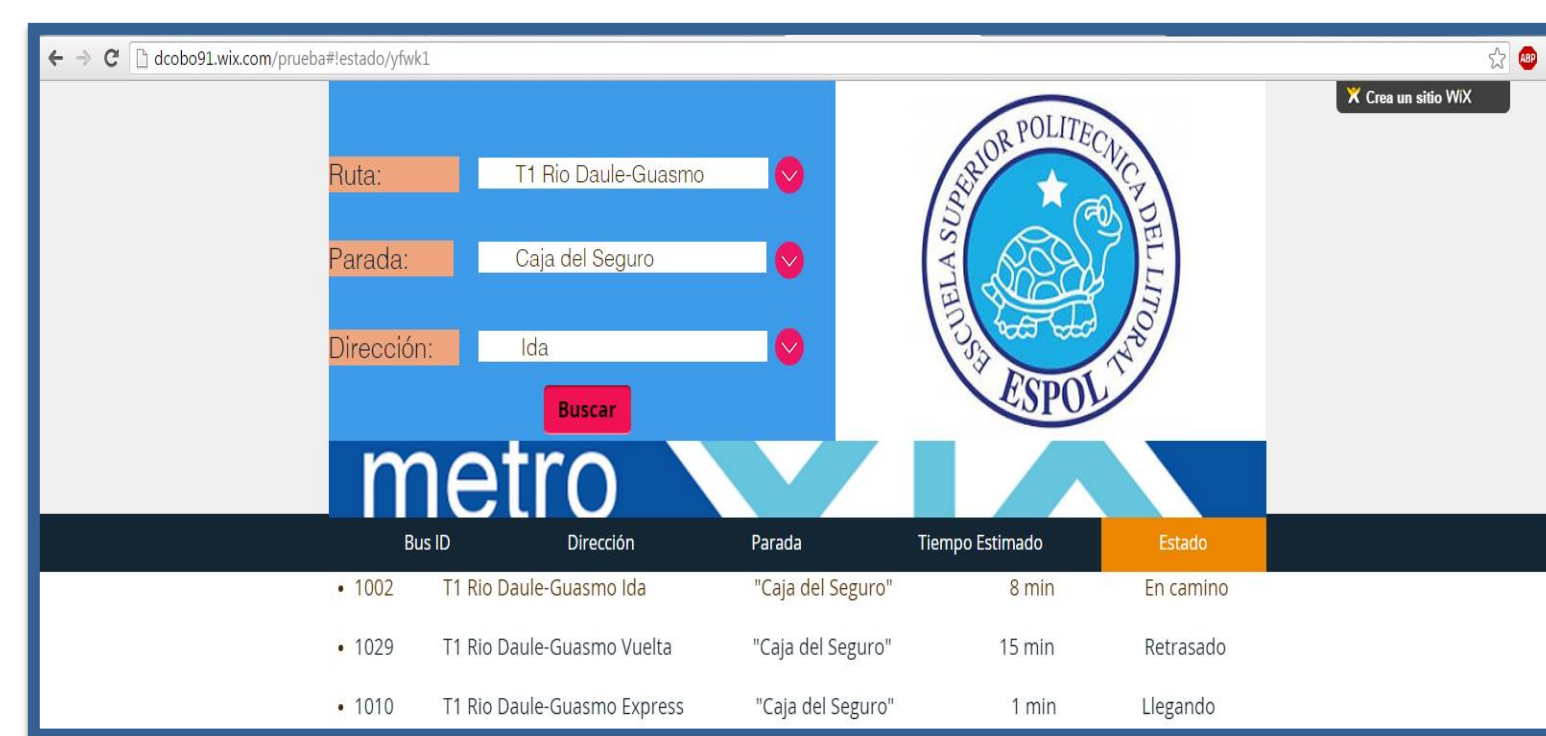 dcobo91.wix.com/prueba#!estado/yfwk1
ABP
Crea un sitio WiX
Ruta: T1 Rio Daule-Guasmo
Parada: Caja del Seguro
Dirección: Ida
Buscar
ESCUELA SUPERIOR POLITECNICA DEL LITORAL
ESPOL
metro VIA
Bus ID Dirección Parada Tiempo Estimado Estado
• 1002 T1 Rio Daule-Guasmo Ida "Caja del Seguro" 8 min En camino
• 1029 T1 Rio Daule-Guasmo Vuelta "Caja del Seguro" 15 min Retrasado
• 1010 T1 Rio Daule-Guasmo Express "Caja del Seguro" 1 min Llegando